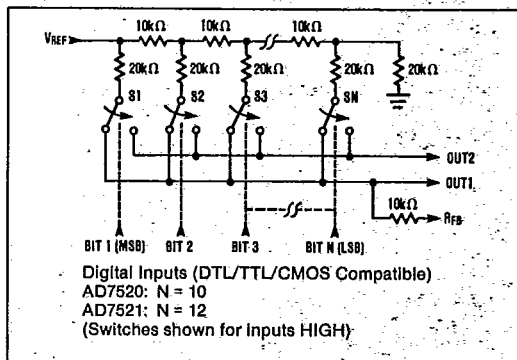 10kΩ 10kΩ 10kΩ
VREF
20kΩ 20kΩ 20kΩ 20kΩ 20kΩ
S1 S2 S3 SN
OUT2
OUT1
10kΩ
RFB
BIT 1 (MSB) BIT 2 BIT 3 BIT N (LSB)
Digital Inputs (DTL/TTL/CMOS Compatible)
AD7520: N = 10
AD7521: N = 12
(Switches shown for inputs HIGH)